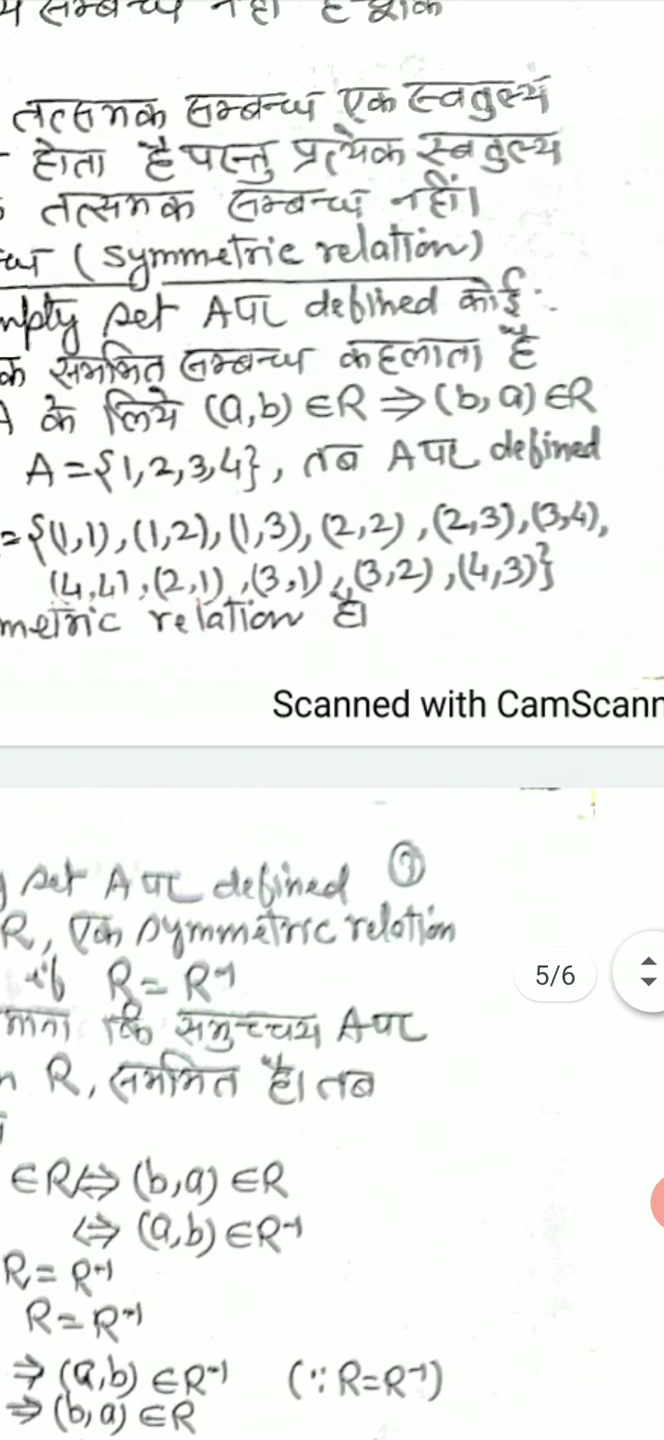 तत्समक सम्बन्ध एक स्वतुल्य
होता है परन्तु प्रत्येक स्वतुल्य
तत्समक सम्बन्ध नहीं।
(symmetric relation)
mpty set A पर defined कोई
क सममित सम्बन्ध कहलाता है
A के लिये (a,b) ∈R ⇒ (b,a) ∈R
A = {1,2,3,4}, तब A पर defined
= {(1,1), (1,2), (1,3), (2,2), (2,3), (3,4),
(4,4), (2,1), (3,1), (3,2), (4,3)}
metric relation है।
Scanned with CamScann
y set A पर defined
R, एक symmetric relation
if R = R⁻¹
5/6
माना कि समुच्चय A पर
n R, सममित है। तब
∈R ⇔ (b,a) ∈R
⇔ (a,b) ∈R⁻¹
R = R⁻¹
R = R⁻¹
⇒ (a,b) ∈R⁻¹ (∵ R=R⁻¹)
⇒ (b,a) ∈R